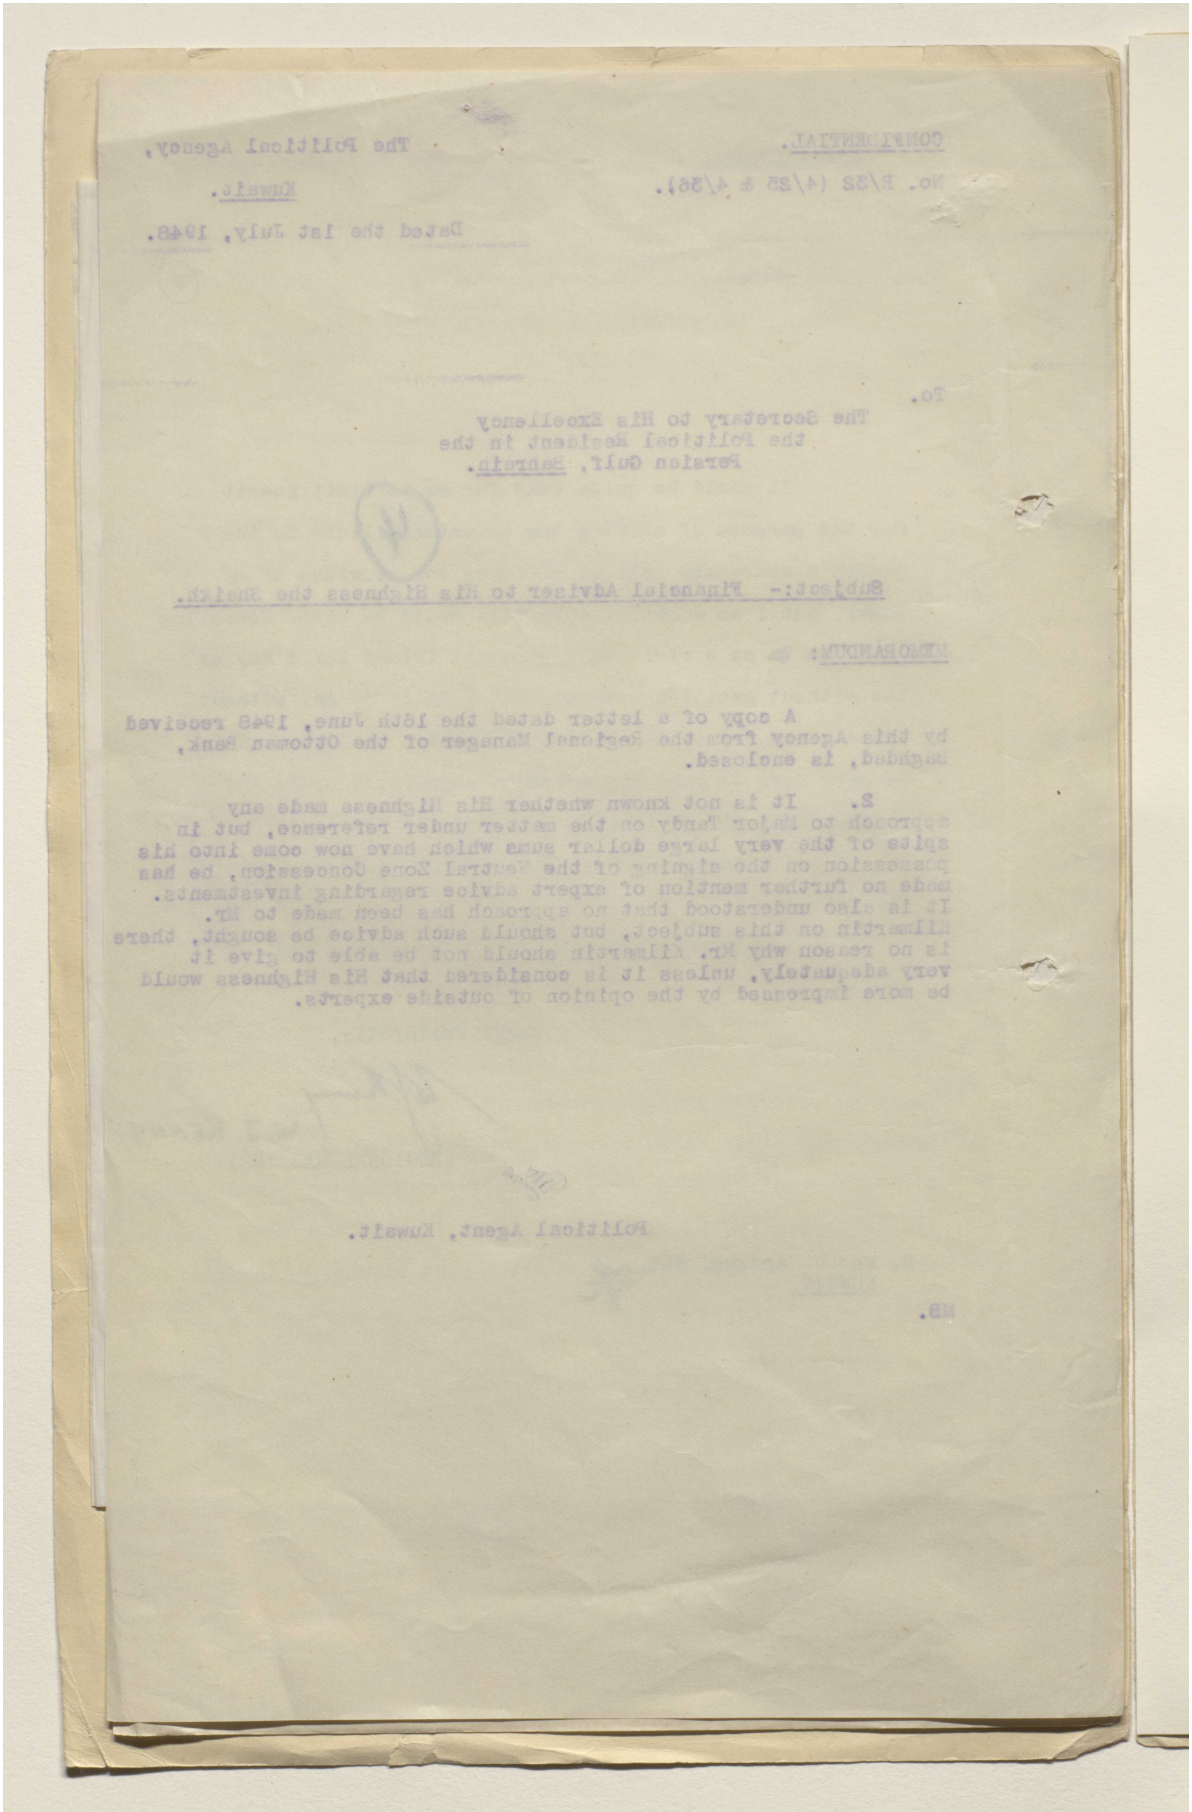 CONFIDENTIAL.
The Political Agency,
No. R/32 (4/25 & 4/36).
Kuwait.
Dated the 1st July, 1948.
To.
The Secretary to His Excellency
the Political Resident in the
Persian Gulf, Bahrain.
4
Subject:- Financial Adviser to His Highness the Shaikh.
MEMORANDUM:
A copy of a letter dated the 16th June, 1948 received
by this Agency from the Regional Manager of the Ottoman Bank,
Baghdad, is enclosed.
2. It is not known whether His Highness made any
approach to Major Tandy on the matter under reference, but in
spite of the very large dollar sums which have now come into his
possession on the signing of the Neutral Zone Concession, he has
made no further mention of expert advice regarding investments.
It is also understood that no approach has been made to Mr.
Kilmartin on this subject, but should such advice be sought, there
is no reason why Mr. Kilmartin should not be able to give it
very adequately, unless it is considered that His Highness would
be more impressed by the opinion of outside experts.
Political Agent, Kuwait.
MB.